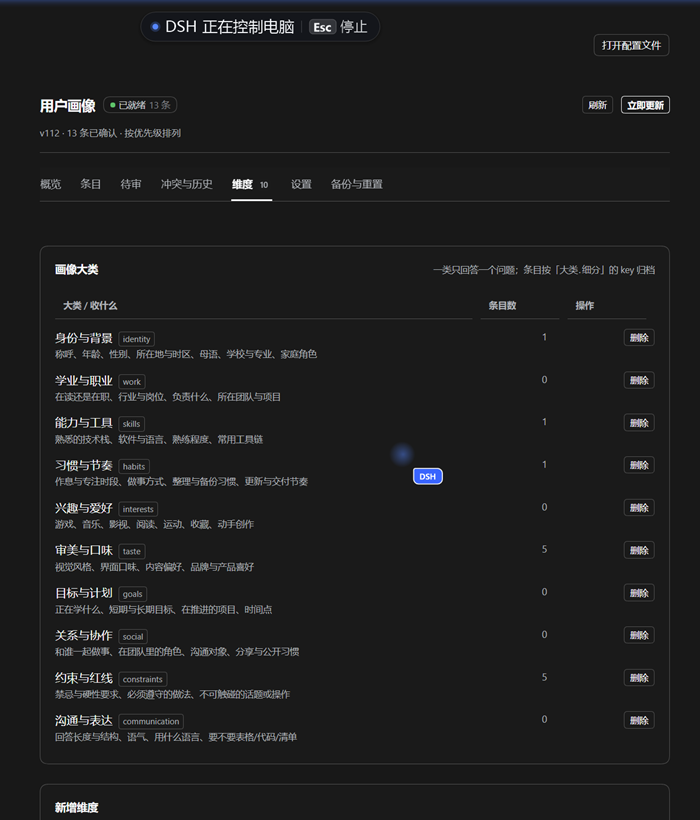 DSH 正在控制电脑 Esc 停止
打开配置文件
用户画像 已就绪 13 条
刷新 立即更新
v112 · 13 条已确认 · 按优先级排列
概览 条目 待审 冲突与历史 维度 10 设置 备份与重置
画像大类
一类只回答一个问题；条目按「大类.细分」的 key 归档
大类 / 收什么 条目数 操作
身份与背景 identity 1 删除
称呼、年龄、性别、所在地与时区、母语、学校与专业、家庭角色
学业与职业 work 0 删除
在读还是在职、行业与岗位、负责什么、所在团队与项目
能力与工具 skills 1 删除
熟悉的技术栈、软件与语言、熟练程度、常用工具链
习惯与节奏 habits 1 删除
作息与专注时段、做事方式、整理与备份习惯、更新与交付节奏
DSH
兴趣与爱好 interests 0 删除
游戏、音乐、影视、阅读、运动、收藏、动手创作
审美与口味 taste 5 删除
视觉风格、界面口味、内容偏好、品牌与产品喜好
目标与计划 goals 0 删除
正在学什么、短期与长期目标、在推进的项目、时间点
关系与协作 social 0 删除
和谁一起做事、在团队里的角色、沟通对象、分享与公开习惯
约束与红线 constraints 5 删除
禁忌与硬性要求、必须遵守的做法、不可触碰的话题或操作
沟通与表达 communication 0 删除
回答长度与结构、语气、用什么语言、要不要表格/代码/清单
新增维度